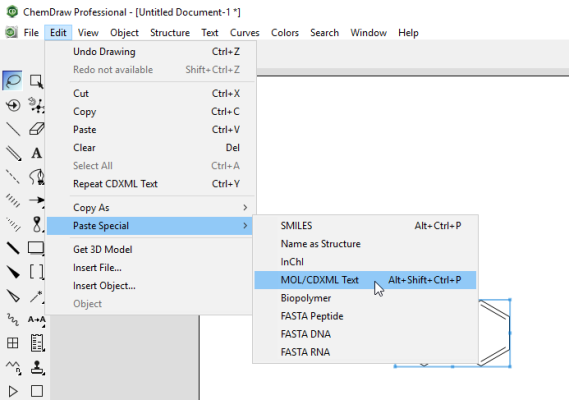 ChemDraw Professional - [Untitled Document-1 *]
File Edit View Object Structure Text Curves Colors Search Window Help
Undo Drawing Ctrl+Z
Redo not available Shift+Ctrl+Z
Cut Ctrl+X
Copy Ctrl+C
Paste Ctrl+V
Clear Del
Select All Ctrl+A
Repeat CDXML Text Ctrl+Y
Copy As
Paste Special
Get 3D Model
Insert File...
Insert Object...
Object
SMILES Alt+Ctrl+P
Name as Structure
InChI
MOL/CDXML Text Alt+Shift+Ctrl+P
Biopolymer
FASTA Peptide
FASTA DNA
FASTA RNA
A
A→A